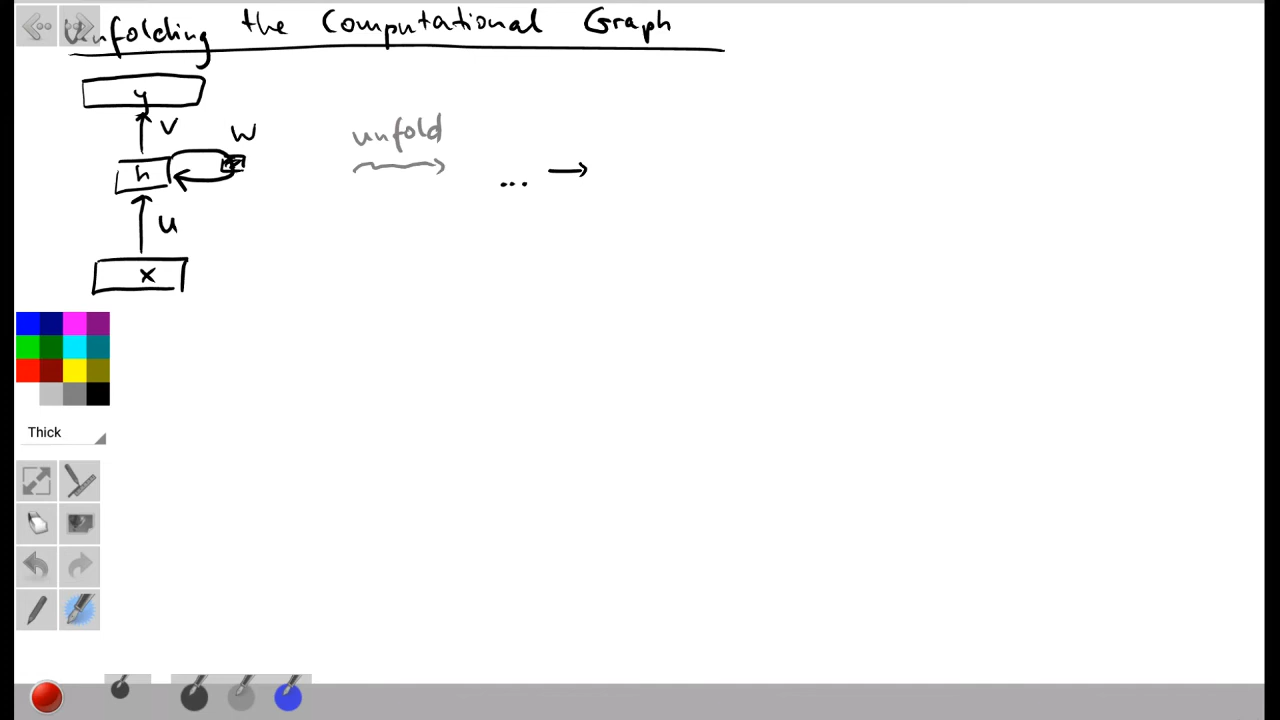 Unfolding the Computational Graph
y
V
W
h
unfold
...
U
x
Thick